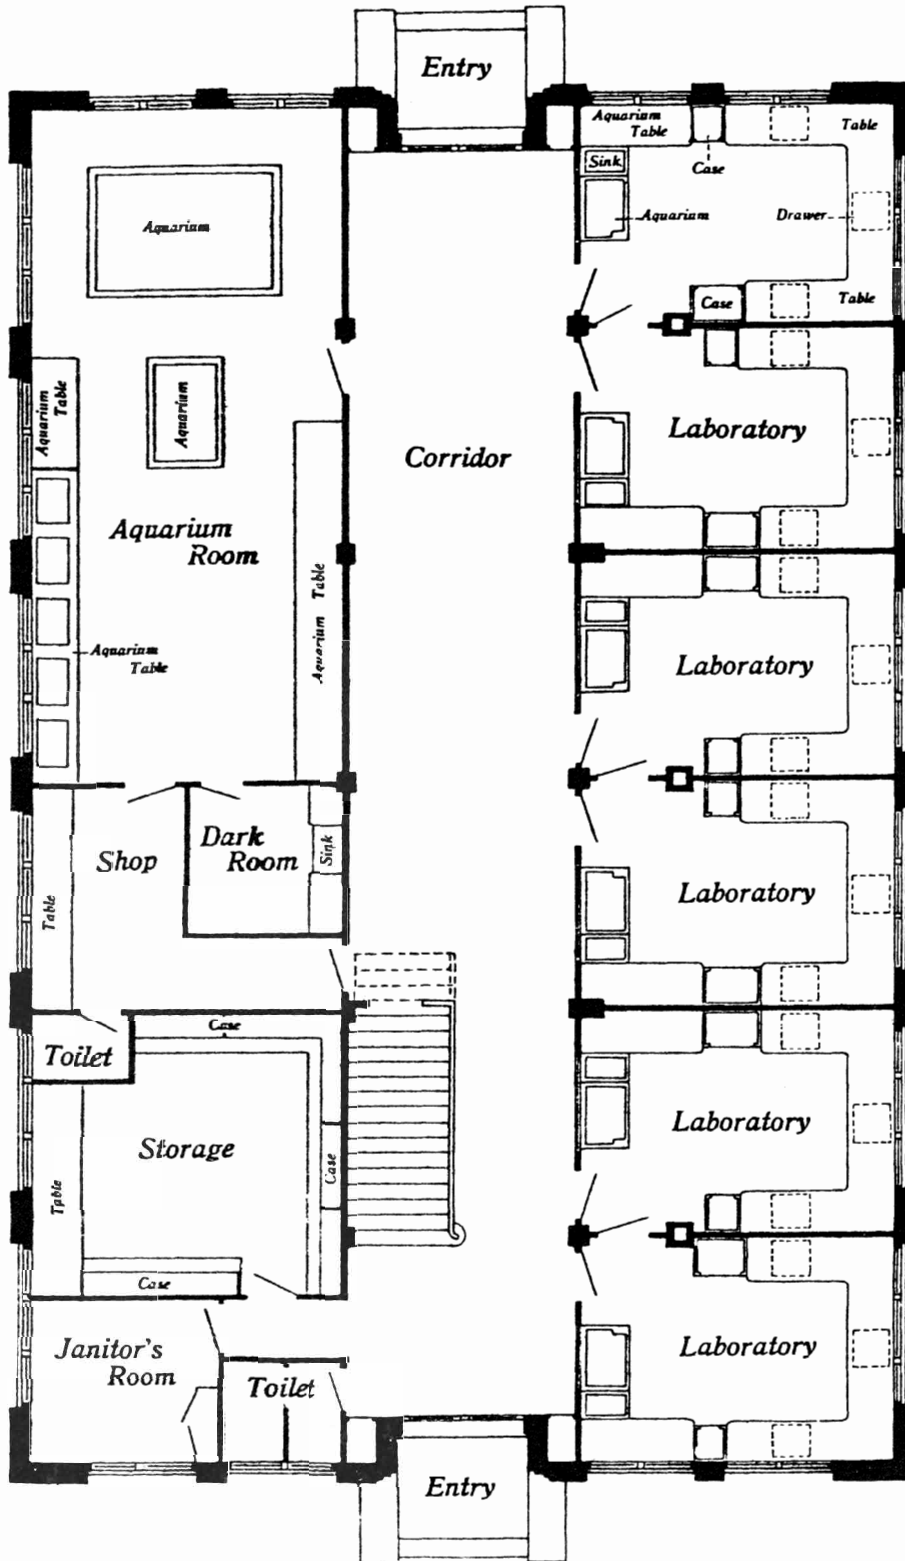 Entry
Aquarium
Table
Case
Table
Sink
Aquarium
Drawer
Case
Table
Aquarium
Aquarium
Table
Aquarium
Laboratory
Corridor
Aquarium
Room
Aquarium Table
Aquarium
Table
Laboratory
Dark
Room
Sink
Shop
Table
Laboratory
Case
Toilet
Storage
Case
Table
Case
Laboratory
Janitor's
Room
Toilet
Laboratory
Entry